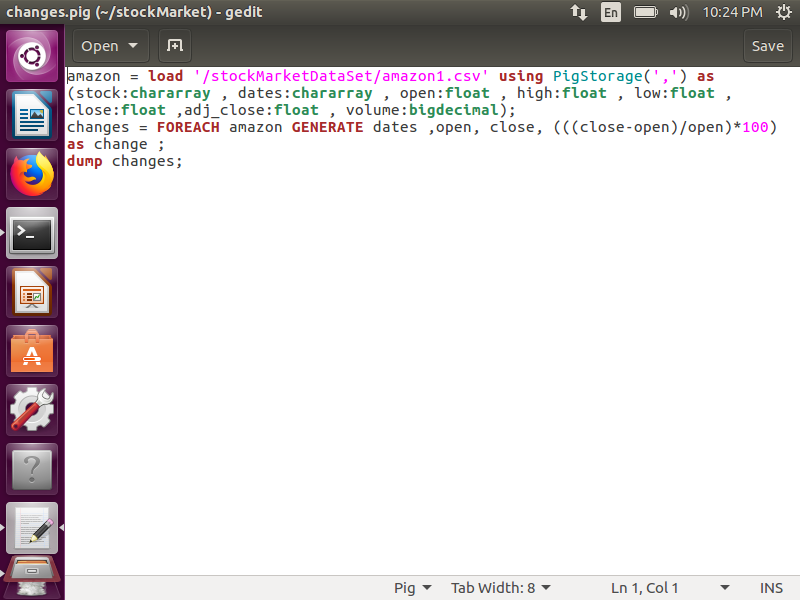 changes.pig (~/stockMarket) - gedit
En
10:24 PM
Open
Save
amazon = load '/stockMarketDataSet/amazon1.csv' using PigStorage(',') as
(stock:chararray , dates:chararray , open:float , high:float , low:float ,
close:float ,adj_close:float , volume:bigdecimal);
changes = FOREACH amazon GENERATE dates ,open, close, (((close-open)/open)*100)
as change ;
dump changes;
Pig
Tab Width: 8
Ln 1, Col 1
INS